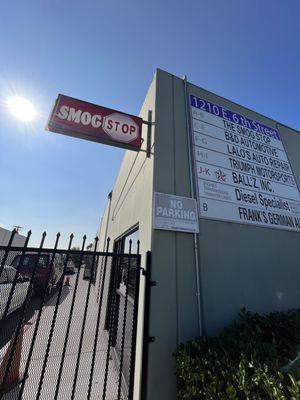 SMOG STOP
1210 E. 6th Street
A-B THE SMOG STOP
C-E B&D AUTOMOTIVE
F-G LALO'S AUTO REPAIR
H-I TRIUMPH MOTORSPORT
J-K BALLZ INC.
Diesel Specialist
B FRANK'S GERMAN A
NO
PARKING